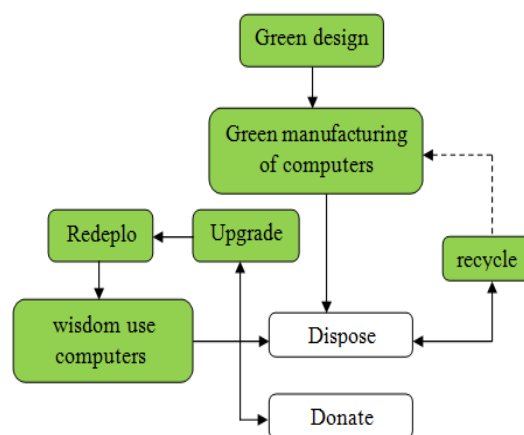 Green design
Green manufacturing
of computers
Redeplo
Upgrade
recycle
wisdom use
computers
Dispose
Donate